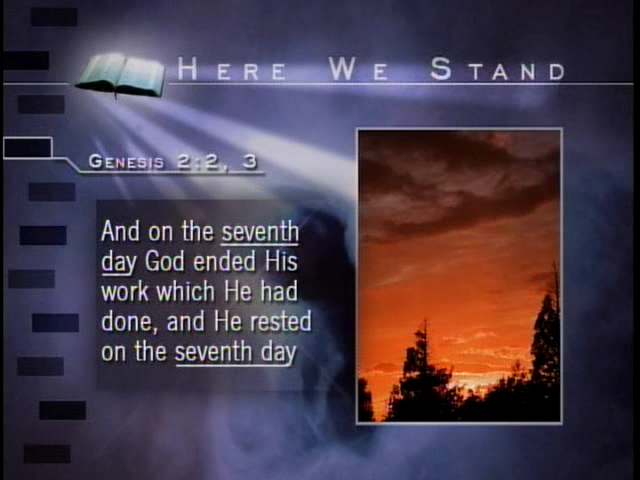 HERE WE STAND
GENESIS 2:2, 3
And on the seventh
day God ended His
work which He had
done, and He rested
on the seventh day